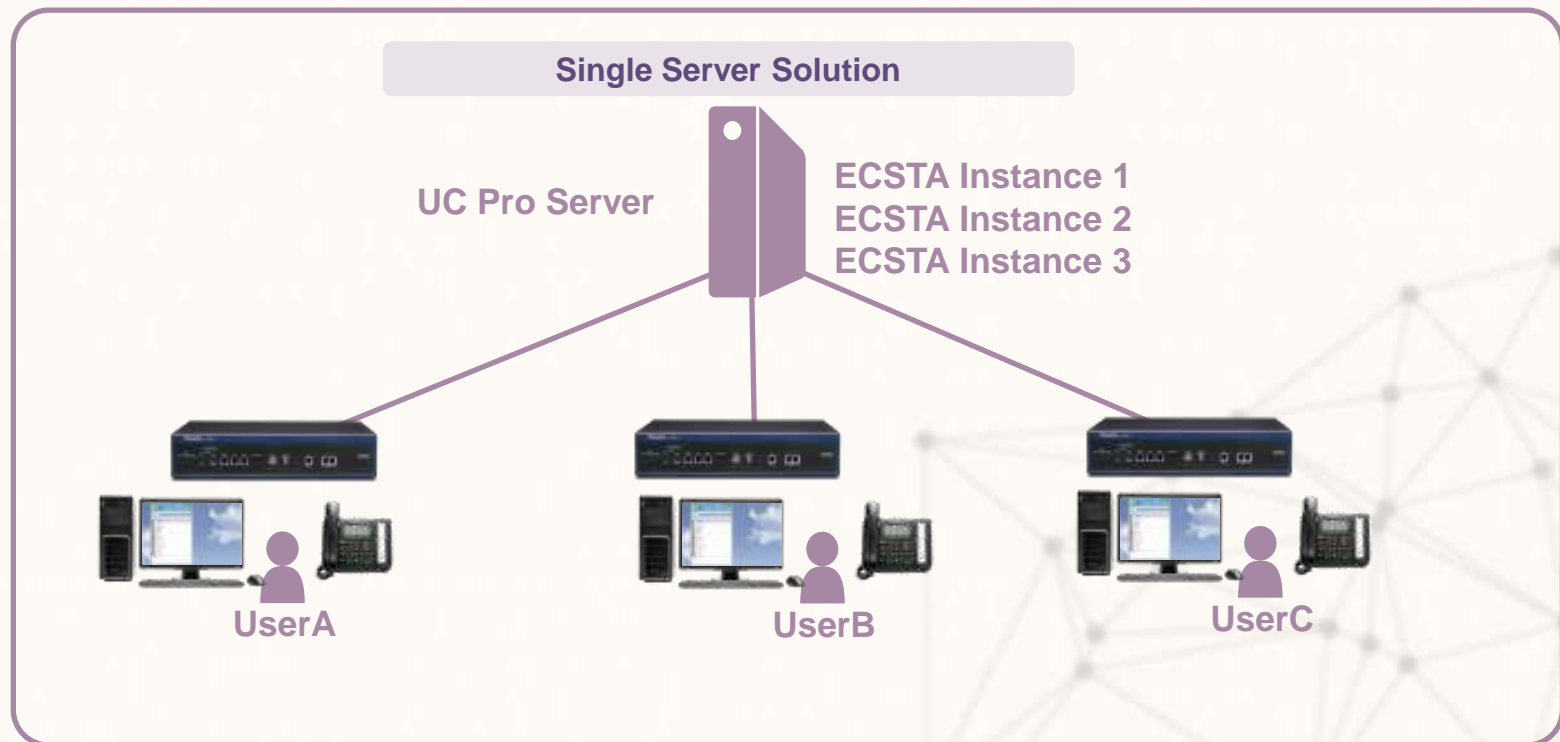 Single Server Solution
UC Pro Server
ECSTA Instance 1
ECSTA Instance 2
ECSTA Instance 3
UserA
UserB
UserC